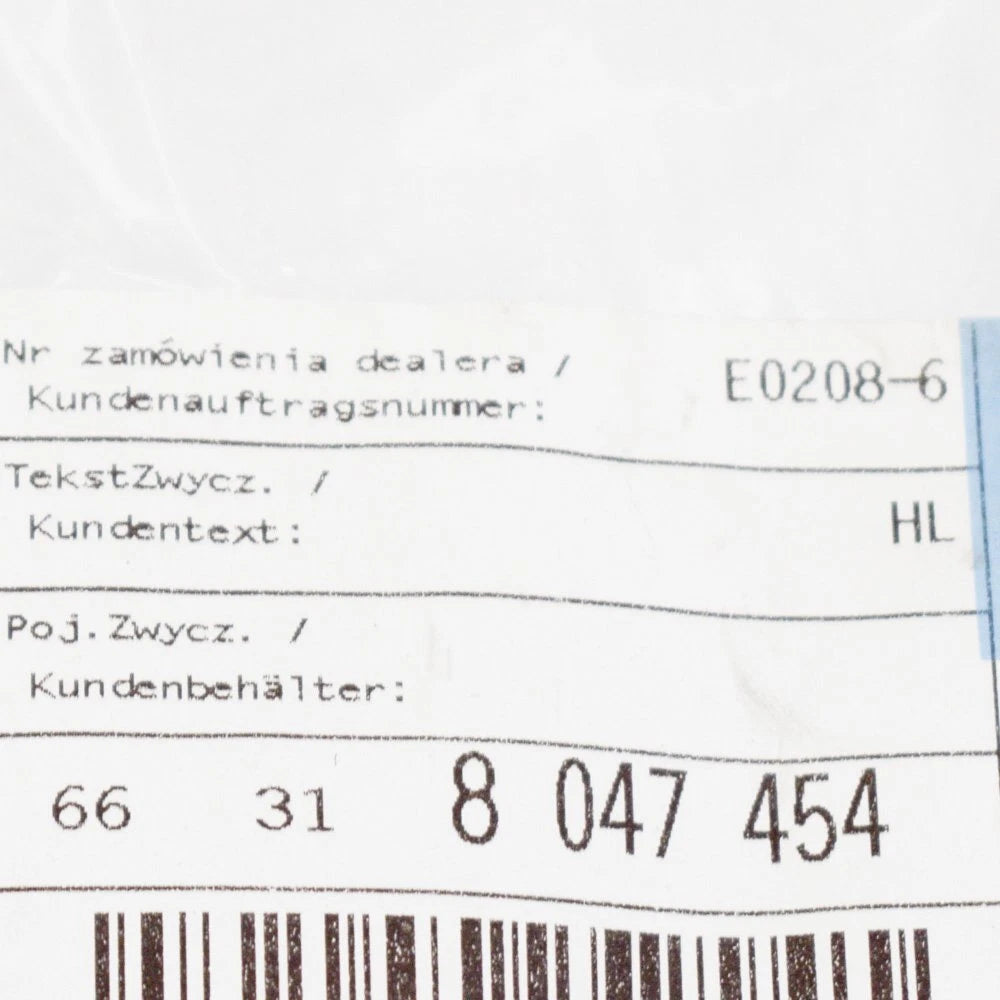 Nr zamówienia dealera / E0208-6
Kundenauftragsnummer:
TekstZwycz. / HL
Kundentext:
Poj.Zwycz. /
Kundenbehälter:
66 31 8 047 454